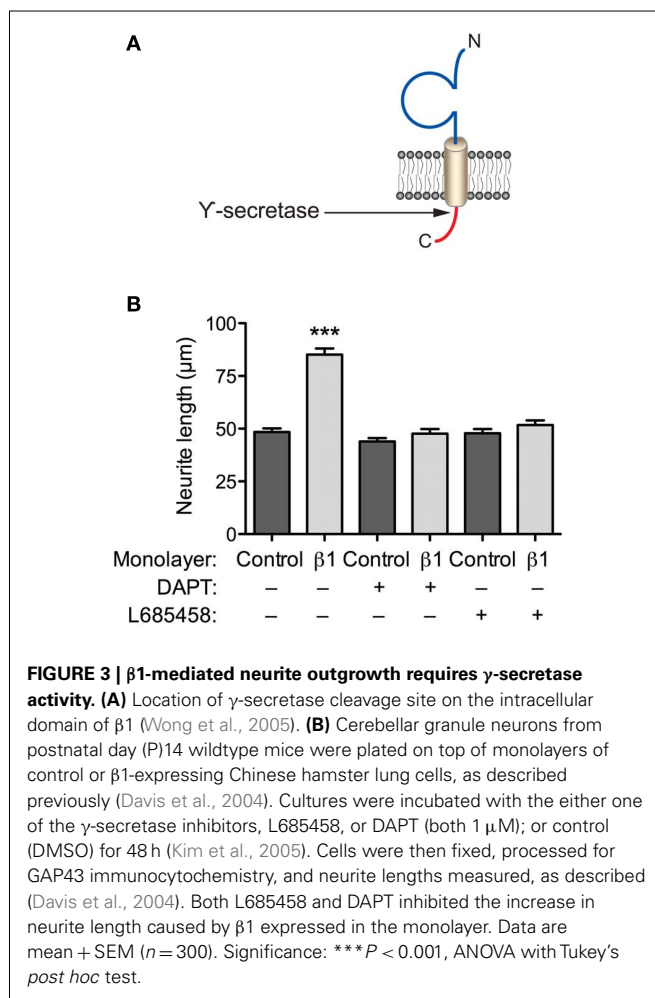 A
N
ϒ-secretase
C
B
***
100
75
50
25
0
Neurite length (µm)
Monolayer: Control β1 Control β1 Control β1
DAPT: – – + + – –
L685458: – – – – + +
FIGURE 3 | β1-mediated neurite outgrowth requires γ-secretase
activity. (A) Location of γ-secretase cleavage site on the intracellular
domain of β1 (Wong et al., 2005). (B) Cerebellar granule neurons from
postnatal day (P)14 wildtype mice were plated on top of monolayers of
control or β1-expressing Chinese hamster lung cells, as described
previously (Davis et al., 2004). Cultures were incubated with the either one
of the γ-secretase inhibitors, L685458, or DAPT (both 1 µM); or control
(DMSO) for 48 h (Kim et al., 2005). Cells were then fixed, processed for
GAP43 immunocytochemistry, and neurite lengths measured, as described
(Davis et al., 2004). Both L685458 and DAPT inhibited the increase in
neurite length caused by β1 expressed in the monolayer. Data are
mean + SEM (n = 300). Significance: ***P < 0.001, ANOVA with Tukey's
post hoc test.